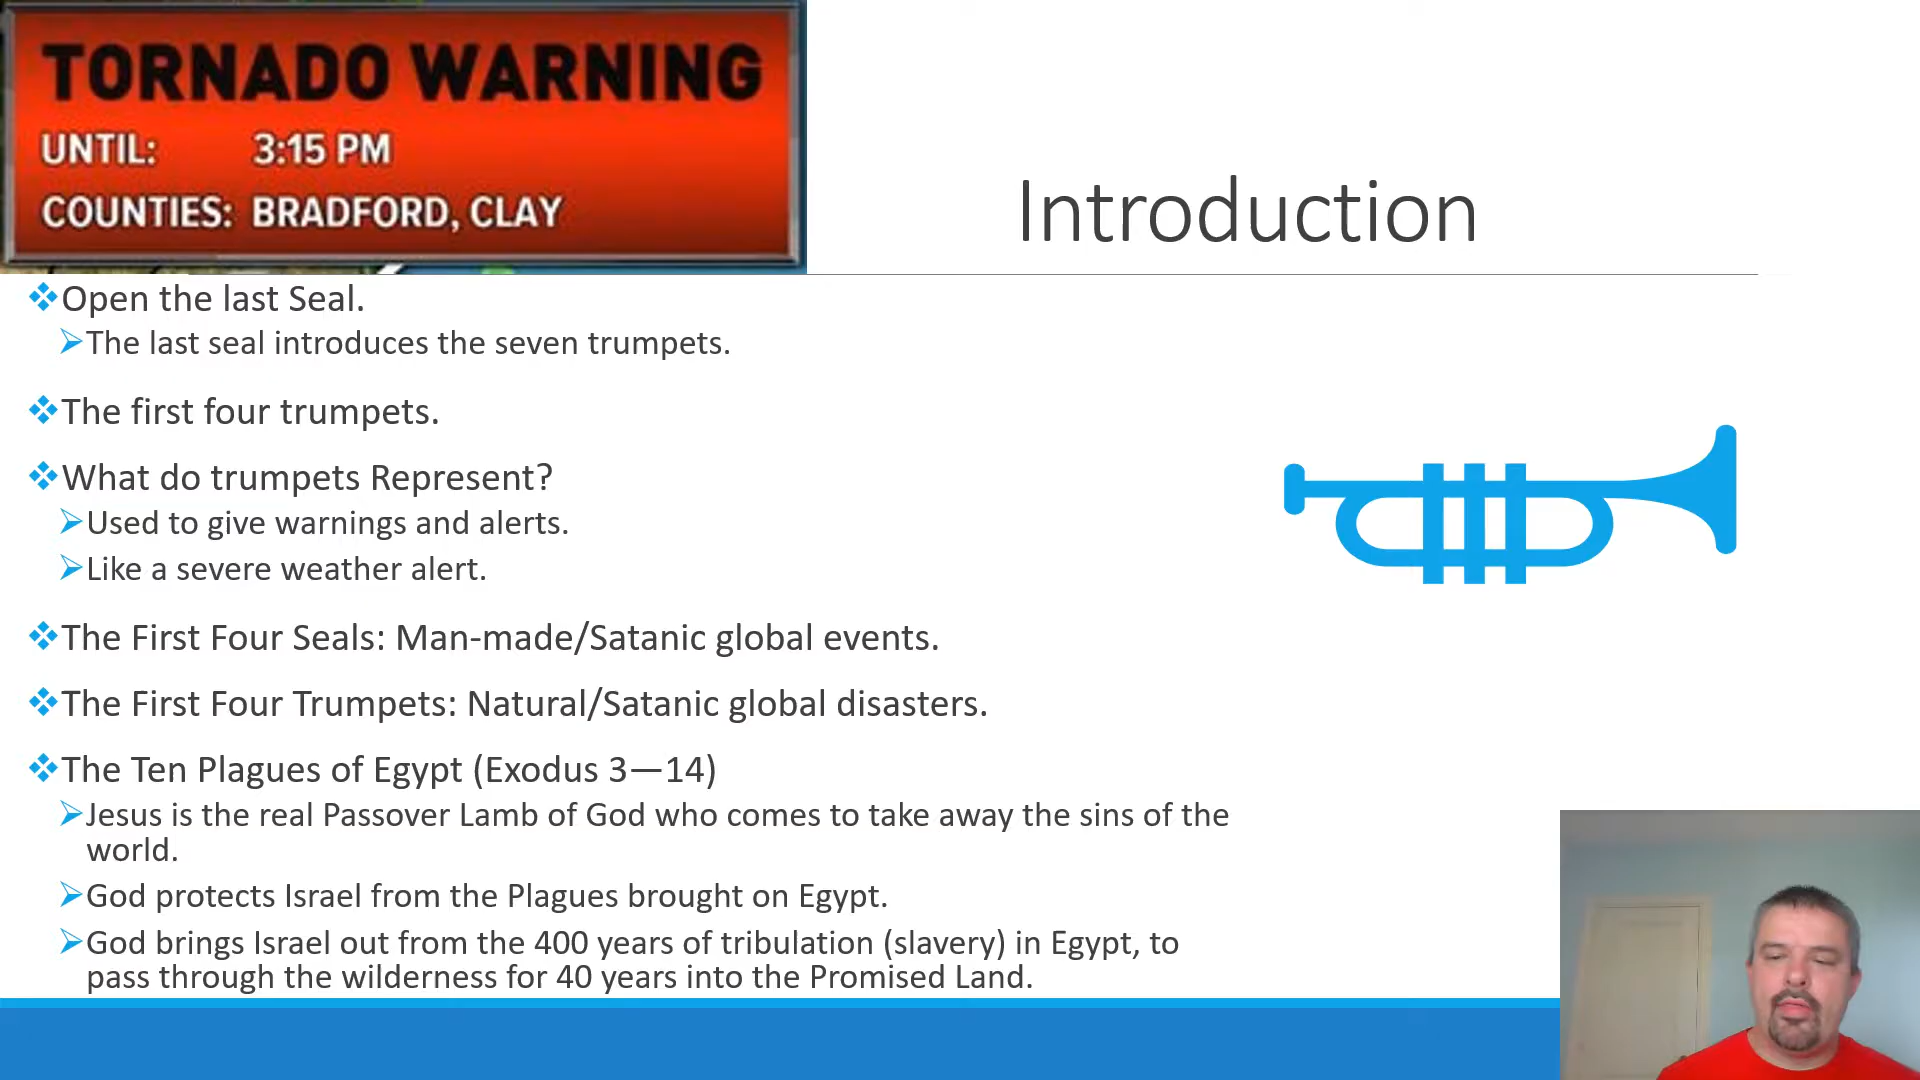 TORNADO WARNING
UNTIL: 3:15 PM
COUNTIES: BRADFORD, CLAY
Introduction
Open the last Seal.
The last seal introduces the seven trumpets.
The first four trumpets.
What do trumpets Represent?
Used to give warnings and alerts.
Like a severe weather alert.
The First Four Seals: Man-made/Satanic global events.
The First Four Trumpets: Natural/Satanic global disasters.
The Ten Plagues of Egypt (Exodus 3—14)
Jesus is the real Passover Lamb of God who comes to take away the sins of the
world.
God protects Israel from the Plagues brought on Egypt.
God brings Israel out from the 400 years of tribulation (slavery) in Egypt, to
pass through the wilderness for 40 years into the Promised Land.